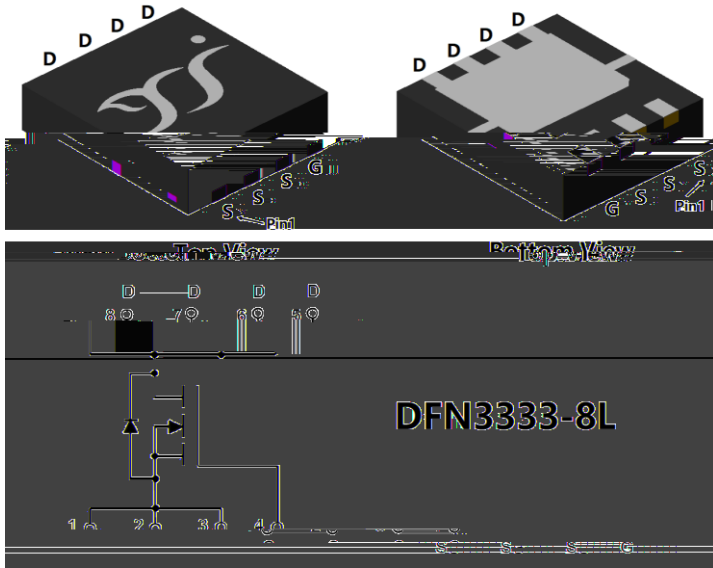 D D D D
D D D D
G
S
S
S
Pin1
S
S
S
G
Pin1
Top View
Bottom View
D D D D
8 7 6 5
DFN3333-8L
1 2 3 4
S S S G